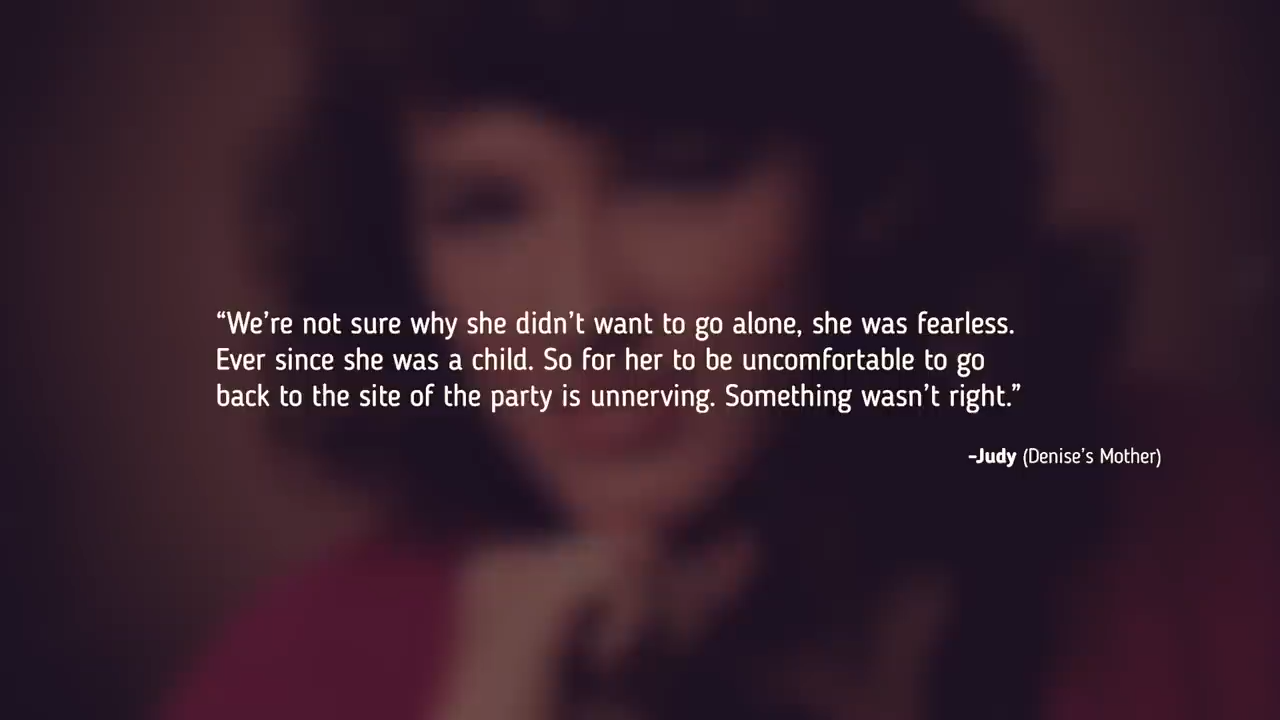 “We’re not sure why she didn’t want to go alone, she was fearless.
Ever since she was a child. So for her to be uncomfortable to go
back to the site of the party is unnerving. Something wasn’t right.”
–Judy (Denise’s Mother)